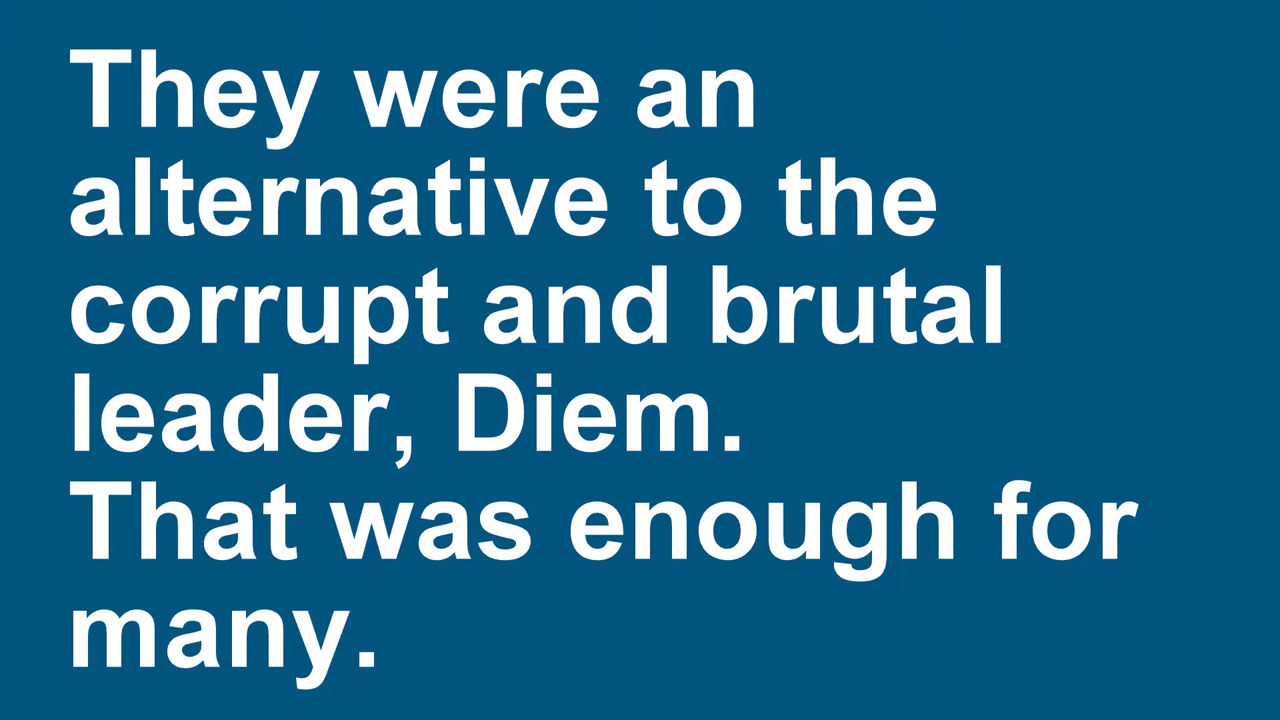 They were an
alternative to the
corrupt and brutal
leader, Diem.
That was enough for
many.